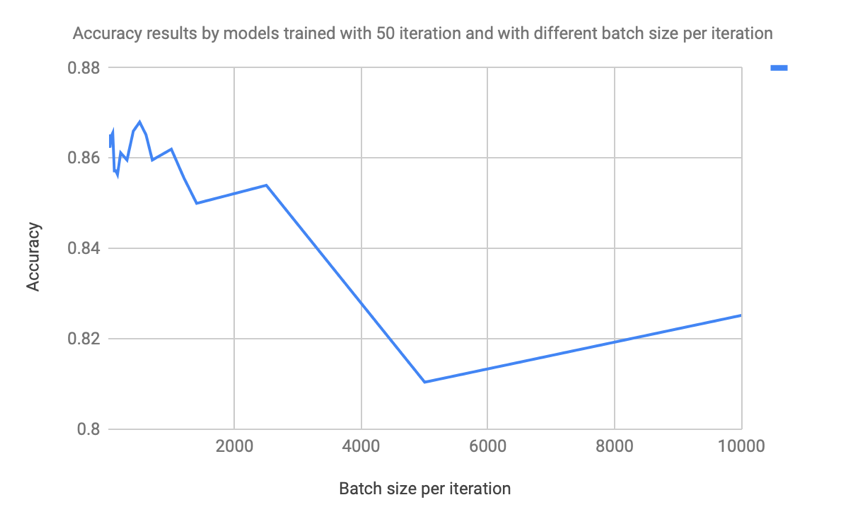 Accuracy results by models trained with 50 iteration and with different batch size per iteration
0.88
0.86
0.84
0.82
0.8
Accuracy
2000 4000 6000 8000 10000
Batch size per iteration